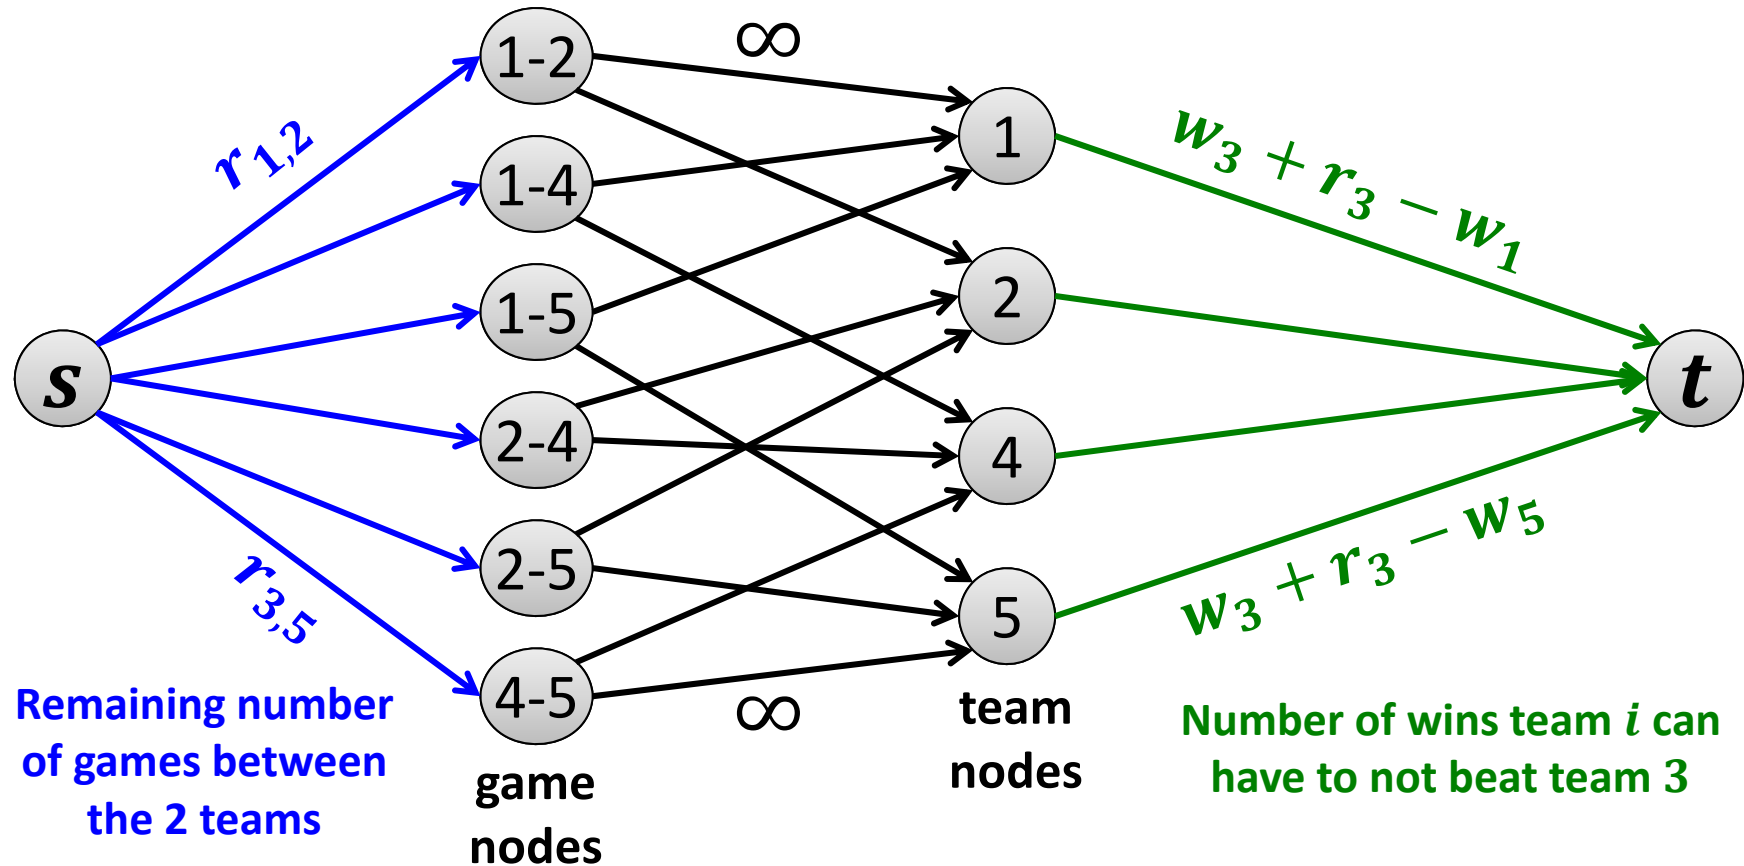 ∞
1-2
r1,2
1
w3 + r3 − w1
1-4
1-5
2
s
t
2-4
4
2-5
r3,5
5
w3 + r3 − w5
4-5
∞
Remaining number
of games between
the 2 teams
game
nodes
team
nodes
Number of wins team i can
have to not beat team 3